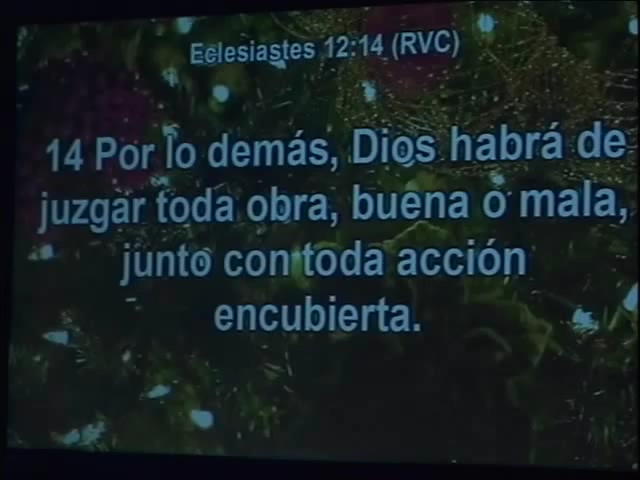 Eclesiastes 12:14 (RVC)
14 Por lo demás, Dios habrá de
juzgar toda obra, buena o mala,
junto con toda acción
encubierta.